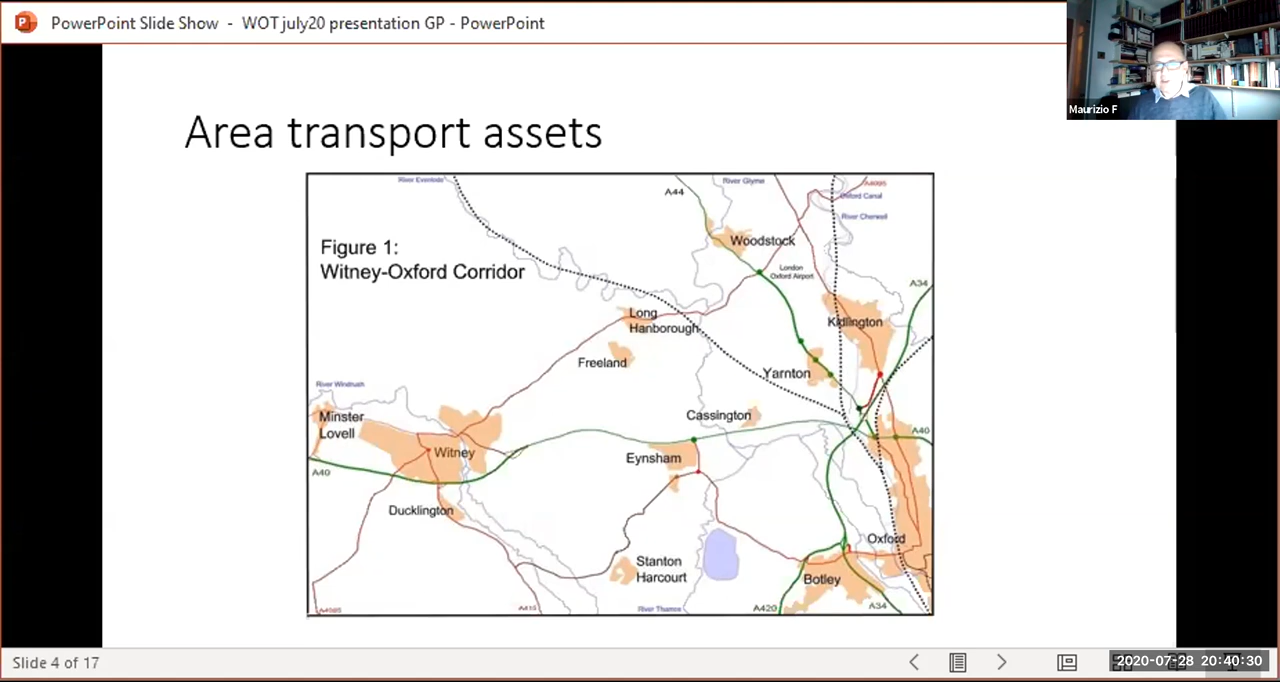 PowerPoint Slide Show - WOT july20 presentation GP - PowerPoint
Maurizio F
Area transport assets
River Evenlode
A44
River Glyme
A4095
Oxford Canal
River Cherwell
Figure 1:
Witney-Oxford Corridor
Woodstock
London
Oxford Airport
A34
Long
Hanborough
Kidlington
Freeland
Yarnton
River Windrush
Minster
Lovell
Cassington
A40
Witney
Eynsham
A40
Ducklington
Oxford
Stanton
Harcourt
Botley
A4095
A415
River Thames
A420
A34
Slide 4 of 17
2020-07-28 20:40:30